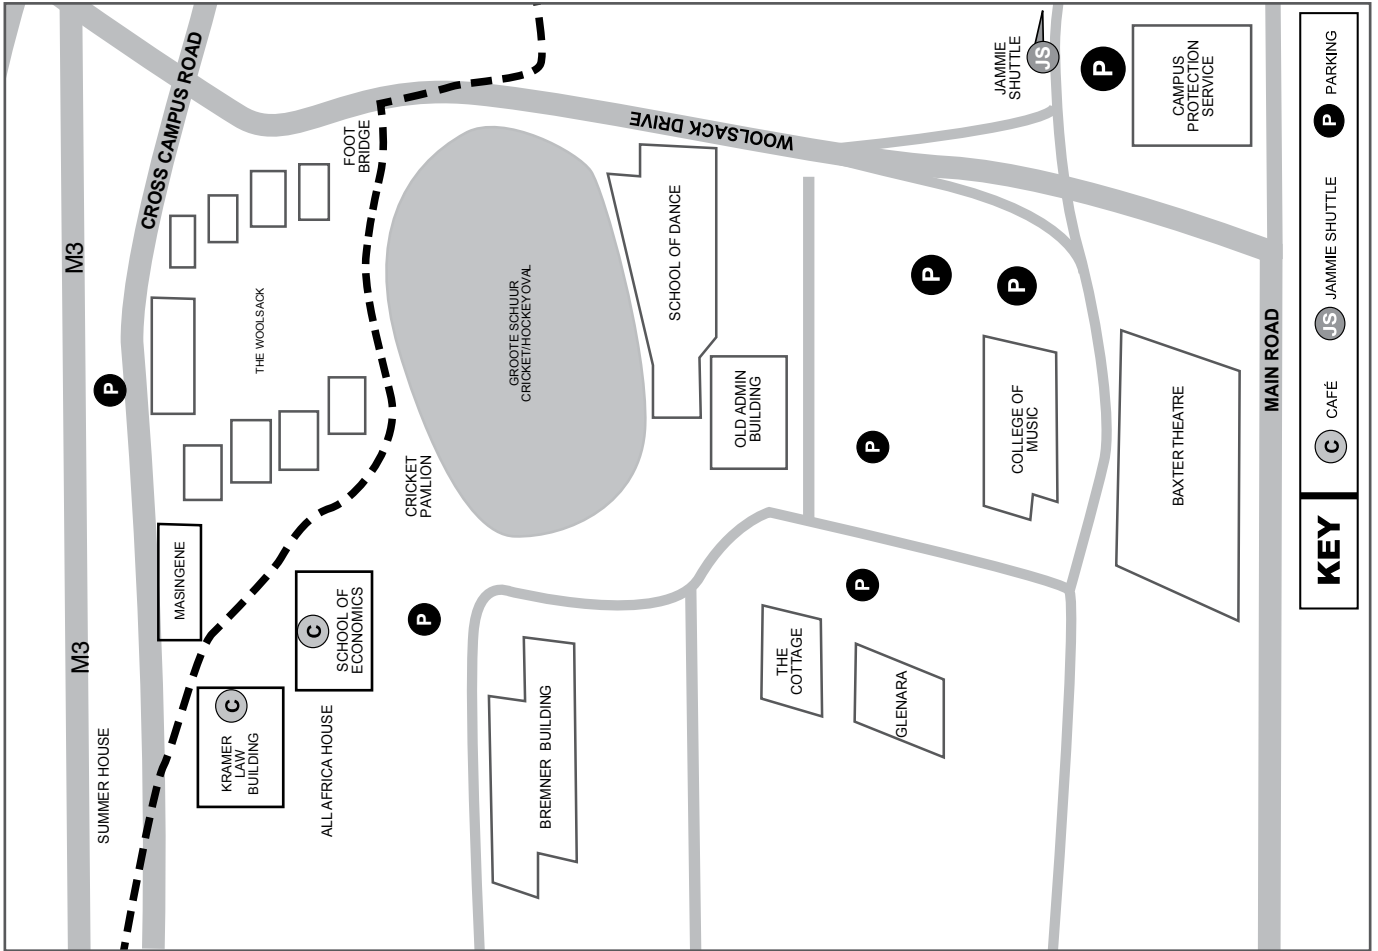 M3
M3
CROSS CAMPUS ROAD
SUMMER HOUSE
P
MASINGENE
KRAMER
LAW
BUILDING
C
THE WOOLSACK
C
SCHOOL OF
ECONOMICS
ALL AFRICA HOUSE
FOOT
BRIDGE
CRICKET
PAVLION
P
GROOTE SCHUUR
CRICKET/HOCKEY OVAL
BREMNER BUILDING
WOOLSACK DRIVE
SCHOOL OF DANCE
OLD ADMIN
BUILDING
THE
COTTAGE
GLENARA
P
P
P
P
COLLEGE OF
MUSIC
JAMMIE
SHUTTLE
JS
P
CAMPUS
PROTECTION
SERVICE
BAXTER THEATRE
MAIN ROAD
KEY
C CAFÉ
JS JAMMIE SHUTTLE
P PARKING